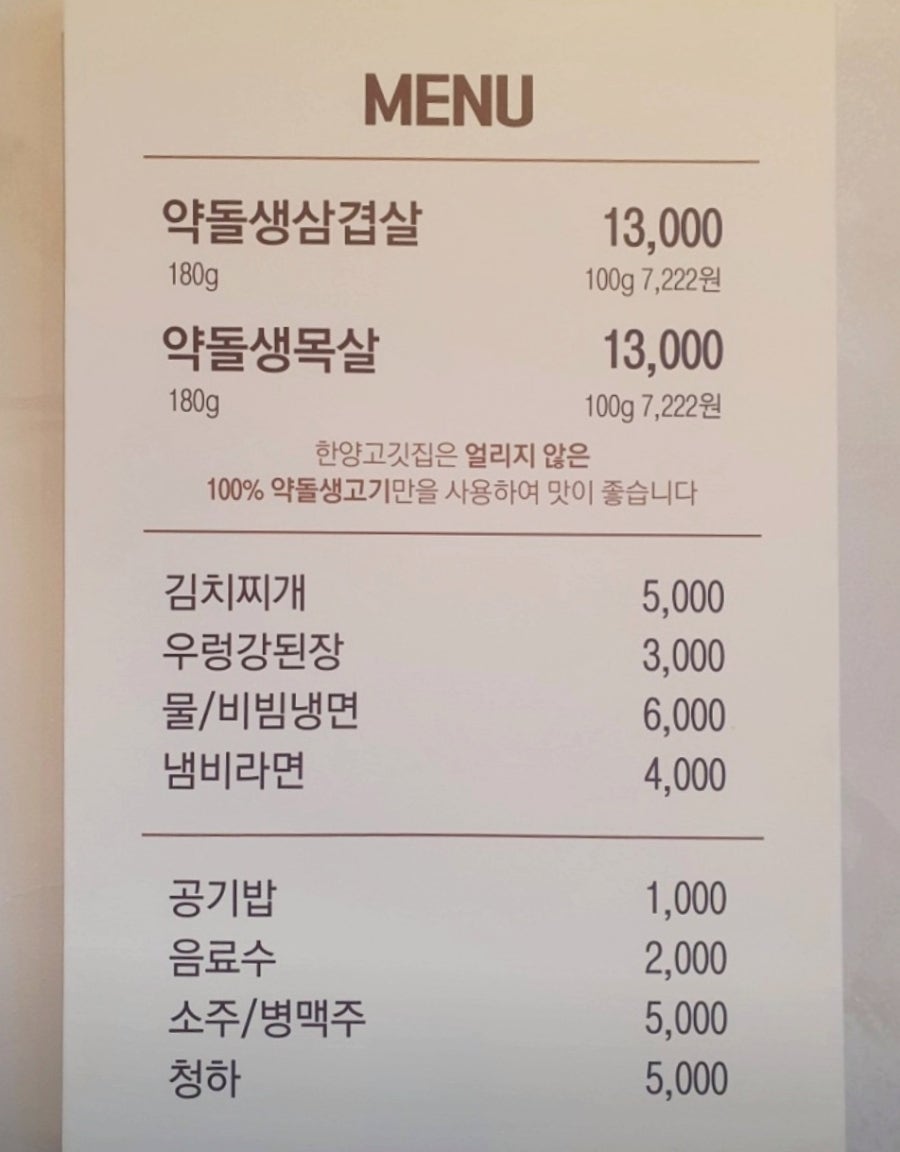 MENU
약돌생삼겹살 13,000
180g 100g 7,222원
약돌생목살 13,000
180g 100g 7,222원
한양고깃집은 얼리지 않은
100% 약돌생고기만을 사용하여 맛이 좋습니다
김치찌개 5,000
우렁강된장 3,000
물/비빔냉면 6,000
냄비라면 4,000
공기밥 1,000
음료수 2,000
소주/병맥주 5,000
청하 5,000